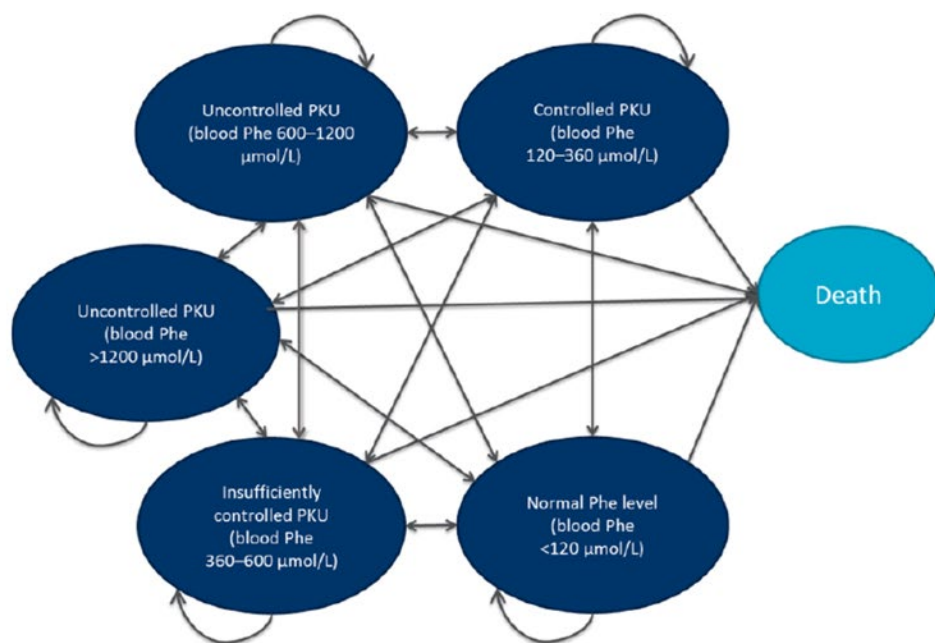 Uncontrolled PKU
(blood Phe 600–1200
µmol/L)
Controlled PKU
(blood Phe
120–360 µmol/L)
Death
Uncontrolled PKU
(blood Phe
>1200 µmol/L)
Insufficiently
controlled PKU
(blood Phe
360–600 µmol/L)
Normal Phe level
(blood Phe
<120 µmol/L)